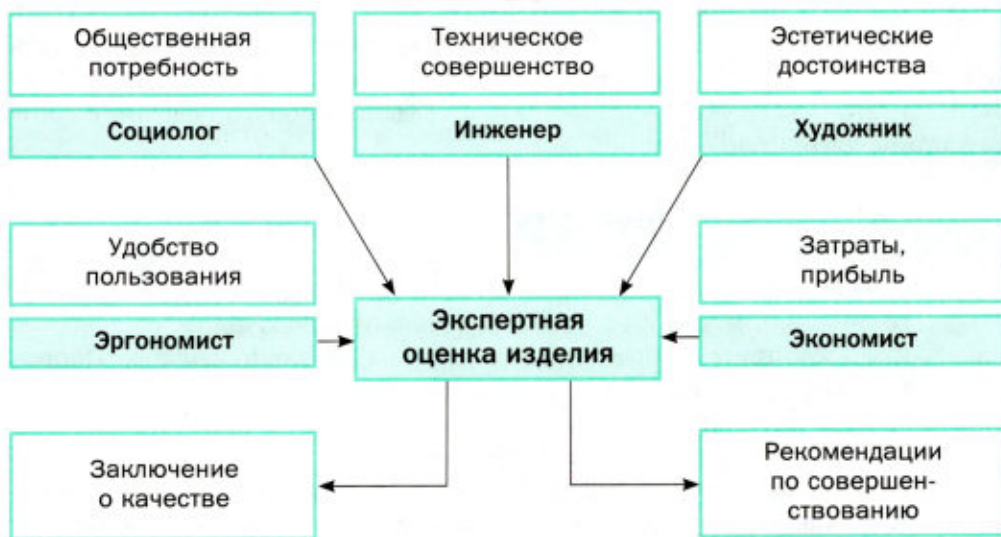 Общественная
потребность
Социолог
Техническое
совершенство
Инженер
Эстетические
достоинства
Художник
Удобство
пользования
Эргономист
Экспертная
оценка изделия
Затраты,
прибыль
Экономист
Заключение
о качестве
Рекомендации
по совершен-
ствованию